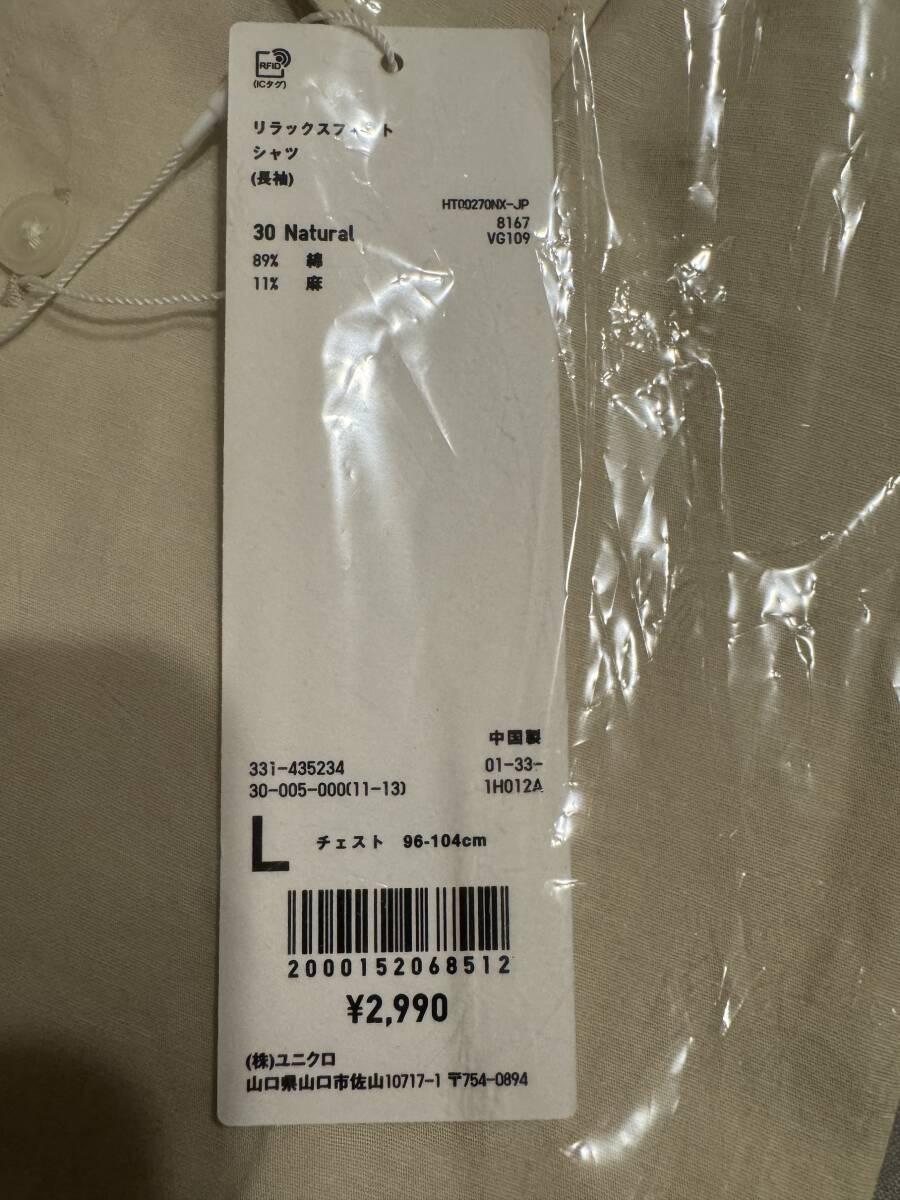 RFID
(ICタグ)
リラックスフィット
シャツ
(長袖)
HT00270NX-JP
8167
VG109
30 Natural
89% 綿
11% 麻
中国製
331-435234
01-33-
30-005-000(11-13)
1H012A
L チェスト 96-104cm
2000152068512
¥2,990
(株)ユニクロ
山口県山口市佐山10717-1 〒754-0894